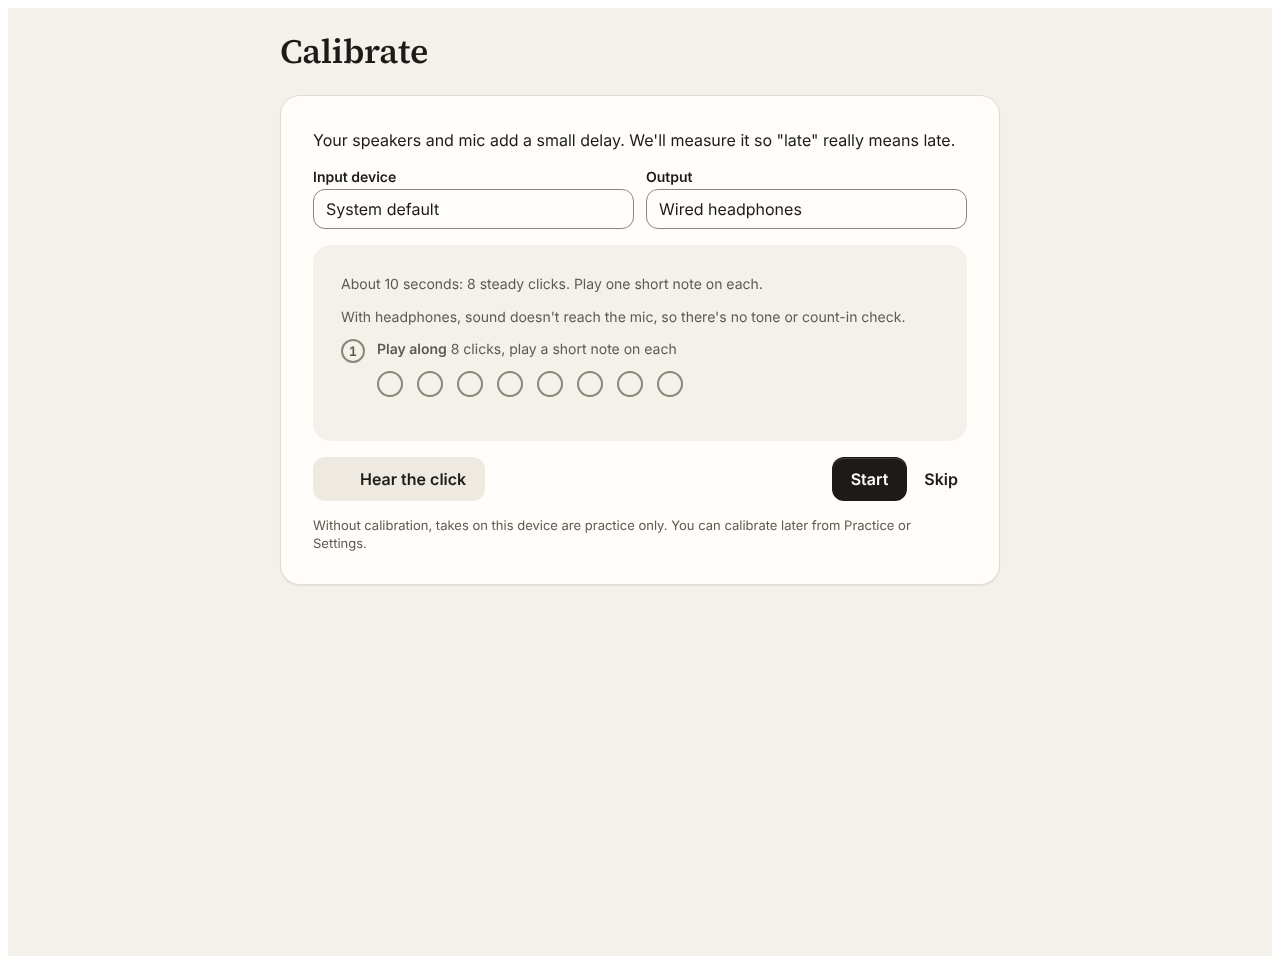 Calibrate
Your speakers and mic add a small delay. We'll measure it so "late" really means late.
Input device
Output
System default
Wired headphones
About 10 seconds: 8 steady clicks. Play one short note on each.
With headphones, sound doesn't reach the mic, so there's no tone or count-in check.
1 Play along 8 clicks, play a short note on each
Hear the click
Start
Skip
Without calibration, takes on this device are practice only. You can calibrate later from Practice or
Settings.